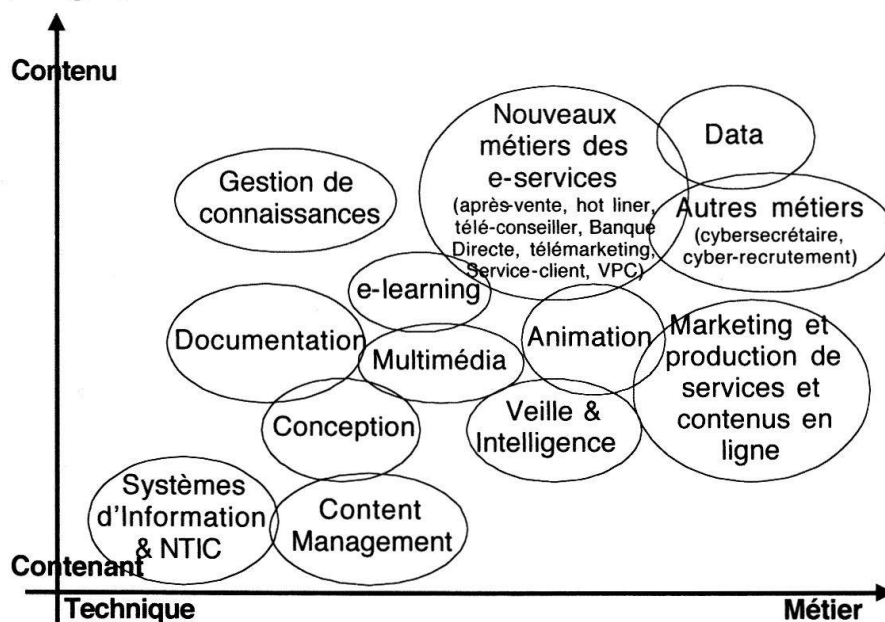 Contenu
Nouveaux
métiers des
e-services
(après-vente, hot liner,
télé-conseiller, Banque
Directe, télémarketing,
Service-client, VPC)
Data
Gestion de
connaissances
Autres métiers
(cybersecrétaire,
cyber-recrutement)
e-learning
Documentation
Multimédia
Animation
Marketing et
production de
services et
contenus en
ligne
Conception
Veille &
Intelligence
Systèmes
d'Information
& NTIC
Content
Management
Contenant
Technique
Métier